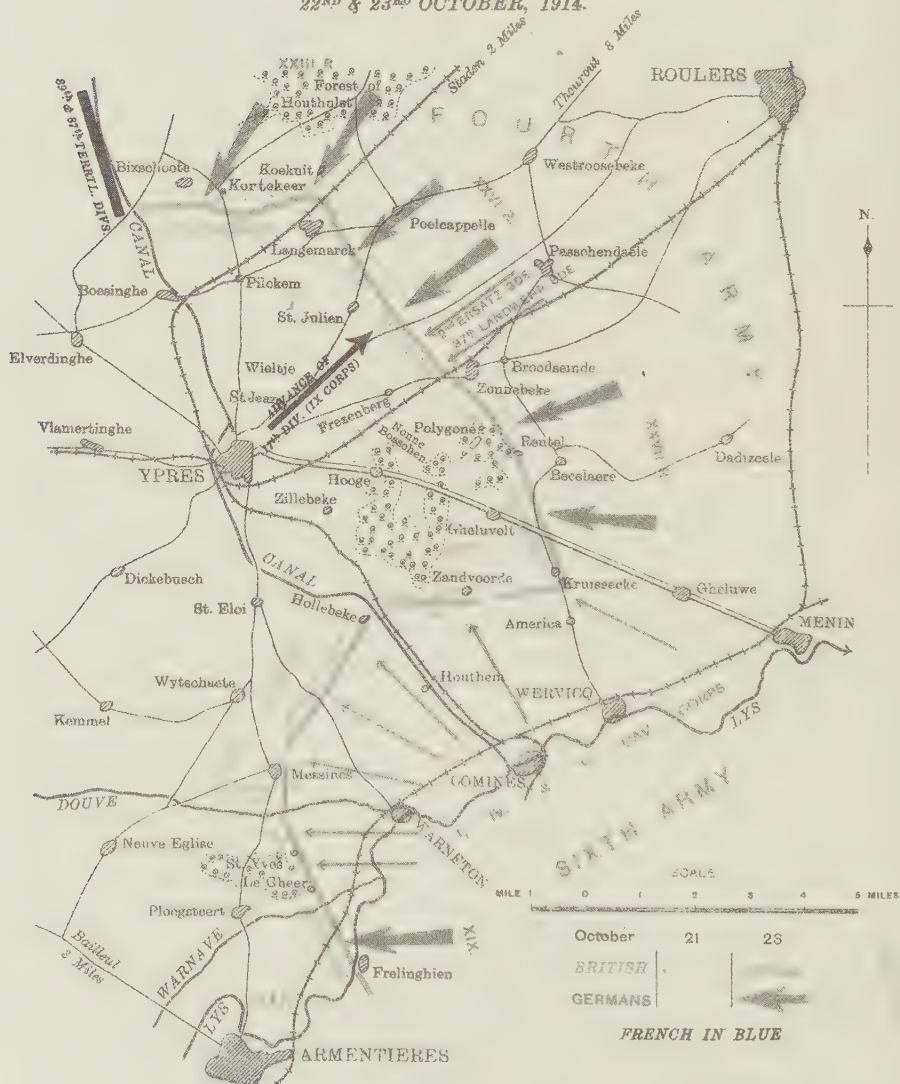 22ND & 23RD OCTOBER, 1914.
XXIII R
Forest of
Houthulst
Staden 2 Miles
Thourout 8 Miles
ROULERS
89th & 87th TERRTL. DIVS.
FOURTH
ARMY
Bixschoote
Koekuit
Kortekeer
Westroosebeke
XXVI R.
CANAL
Langemarck
Poelcappelle
Passchendaele
N.
Boesinghe
Pilckem
St. Julien
2ND ERSATZ BDE
37TH LANDWEHR BDE
Elverdinghe
Wieltje
Broodseinde
St Jean
ADVANCE OF
DIV. (IX CORPS)
Zonnebeke
Frezenberg
Vlamertinghe
Nonne
Bosschen
Polygone
Reutel
Dadizeele
YPRES
Hooge
Becelaere
Zillebeke
Gheluvelt
Dickebusch
CANAL
Zandvoorde
Kruiseecke
Gheluwe
St. Eloi
Hollebeke
America
MENIN
Wytschaete
Houthem
WERVICQ
CAV CORPS
LYS
Kemmel
Messines
COMINES
DOUVE
WARNETON
SIXTH ARMY
Neuve Eglise
St. Yves
Le Gheer
SCALE
MILE 1 0 1 2 3 4 5 MILES
Ploegsteert
XIX.
October 21 23
Bailleul
3 Miles
WARNAVE
Frelinghien
BRITISH
GERMANS
LYS
FRENCH IN BLUE
ARMENTIERES